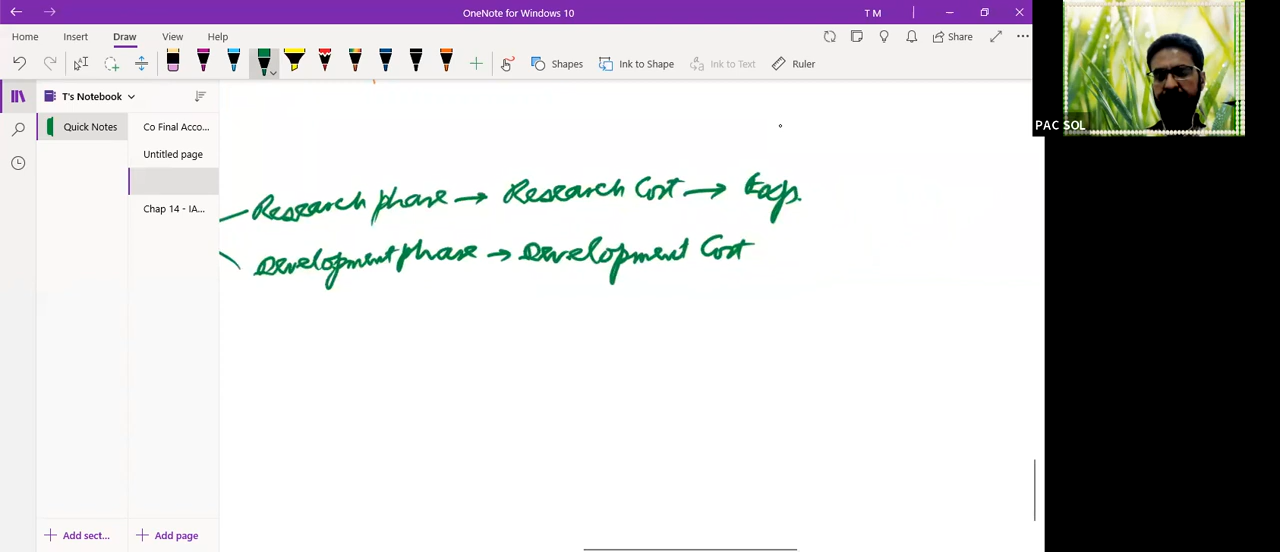 OneNote for Windows 10
T M
Home Insert Draw View Help
Share
Shapes Ink to Shape Ink to Text Ruler
T's Notebook
Quick Notes
Co Final Acco...
Untitled page
Chap 14 - IA...
Research phase → Research Cost → Exp.
Development phase → Development Cost
Add sect...
Add page
PAC SOL